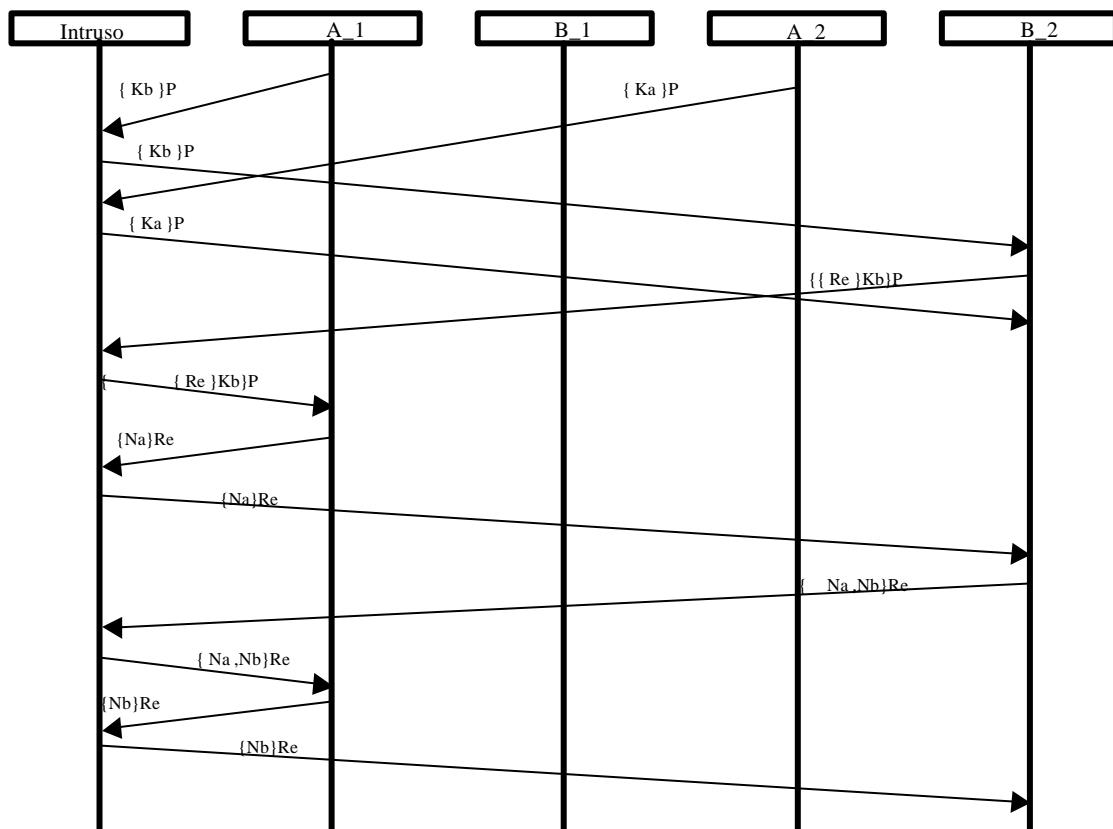 Intruso
A_1
B_1
A_2
B_2
{ Kb }P
{ Ka }P
{ Kb }P
{ Ka }P
{{ Re }Kb}P
{ { Re }Kb}P
{Na}Re
{Na}Re
{ Na ,Nb}Re
{ Na ,Nb}Re
{Nb}Re
{Nb}Re